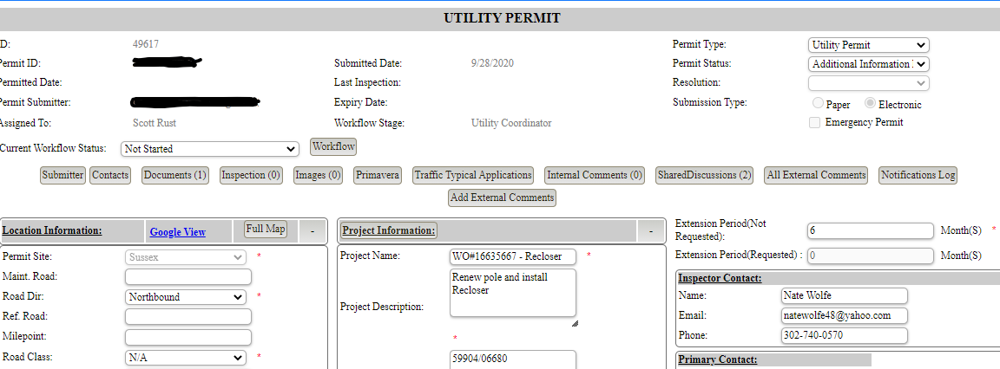 UTILITY PERMIT
ID: 49617 Permit Type: Utility Permit
Permit ID: Submitted Date: 9/28/2020 Permit Status: Additional Information
Permitted Date: Last Inspection: Resolution:
Permit Submitter: Expiry Date: Submission Type: Paper Electronic
Assigned To: Scott Rust Workflow Stage: Utility Coordinator Emergency Permit
Current Workflow Status: Not Started Workflow
Submitter Contacts Documents (1) Inspection (0) Images (0) Primavera Traffic Typical Applications Internal Comments (0) SharedDiscussions (2) All External Comments Notifications Log
Add External Comments
Location Information: Google View Full Map -
Permit Site: Sussex *
Maint. Road:
Road Dir: Northbound *
Ref. Road:
Milepoint:
Road Class: N/A *
Project Information: -
Project Name: WO#16635667 - Recloser *
Project Description: Renew pole and install
Recloser
*
59904/06680
Extension Period(Not
Requested): 6 Month(S) *
Extension Period(Requested) : 0 Month(S)
Inspector Contact:
Name: Nate Wolfe
Email: natewolfe48@yahoo.com
Phone: 302-740-0570
Primary Contact: